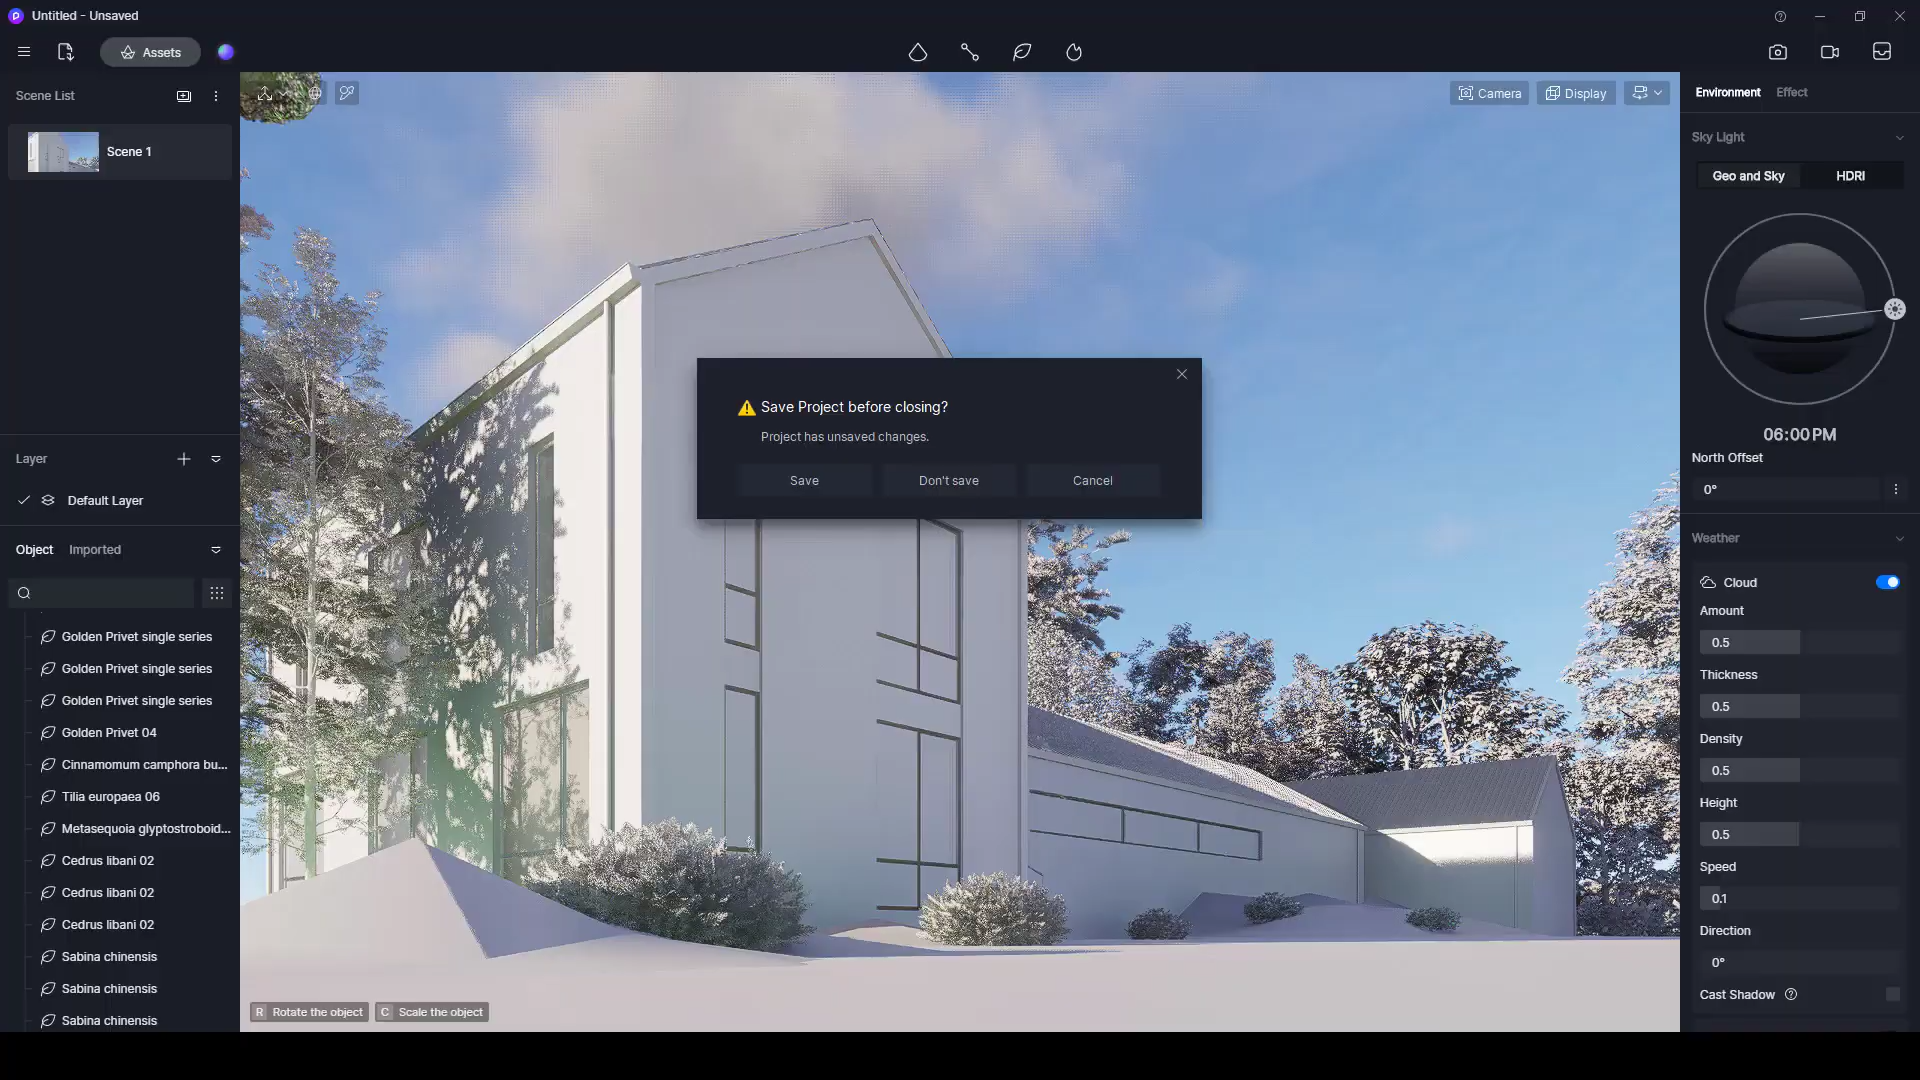 Untitled - Unsaved
Assets
Scene List
Scene 1
Layer
Default Layer
Object Imported
Golden Privet single series
Golden Privet single series
Golden Privet single series
Golden Privet 04
Cinnamomum camphora bu...
Tilia europaea 06
Metasequoia glyptostroboid...
Cedrus libani 02
Cedrus libani 02
Cedrus libani 02
Sabina chinensis
Sabina chinensis
Sabina chinensis
Camera Display
Save Project before closing?
Project has unsaved changes.
Save Don't save Cancel
R Rotate the object C Scale the object
Environment Effect
Sky Light
Geo and Sky HDRI
06:00 PM
North Offset
0°
Weather
Cloud
Amount
0.5
Thickness
0.5
Density
0.5
Height
0.5
Speed
0.1
Direction
0°
Cast Shadow